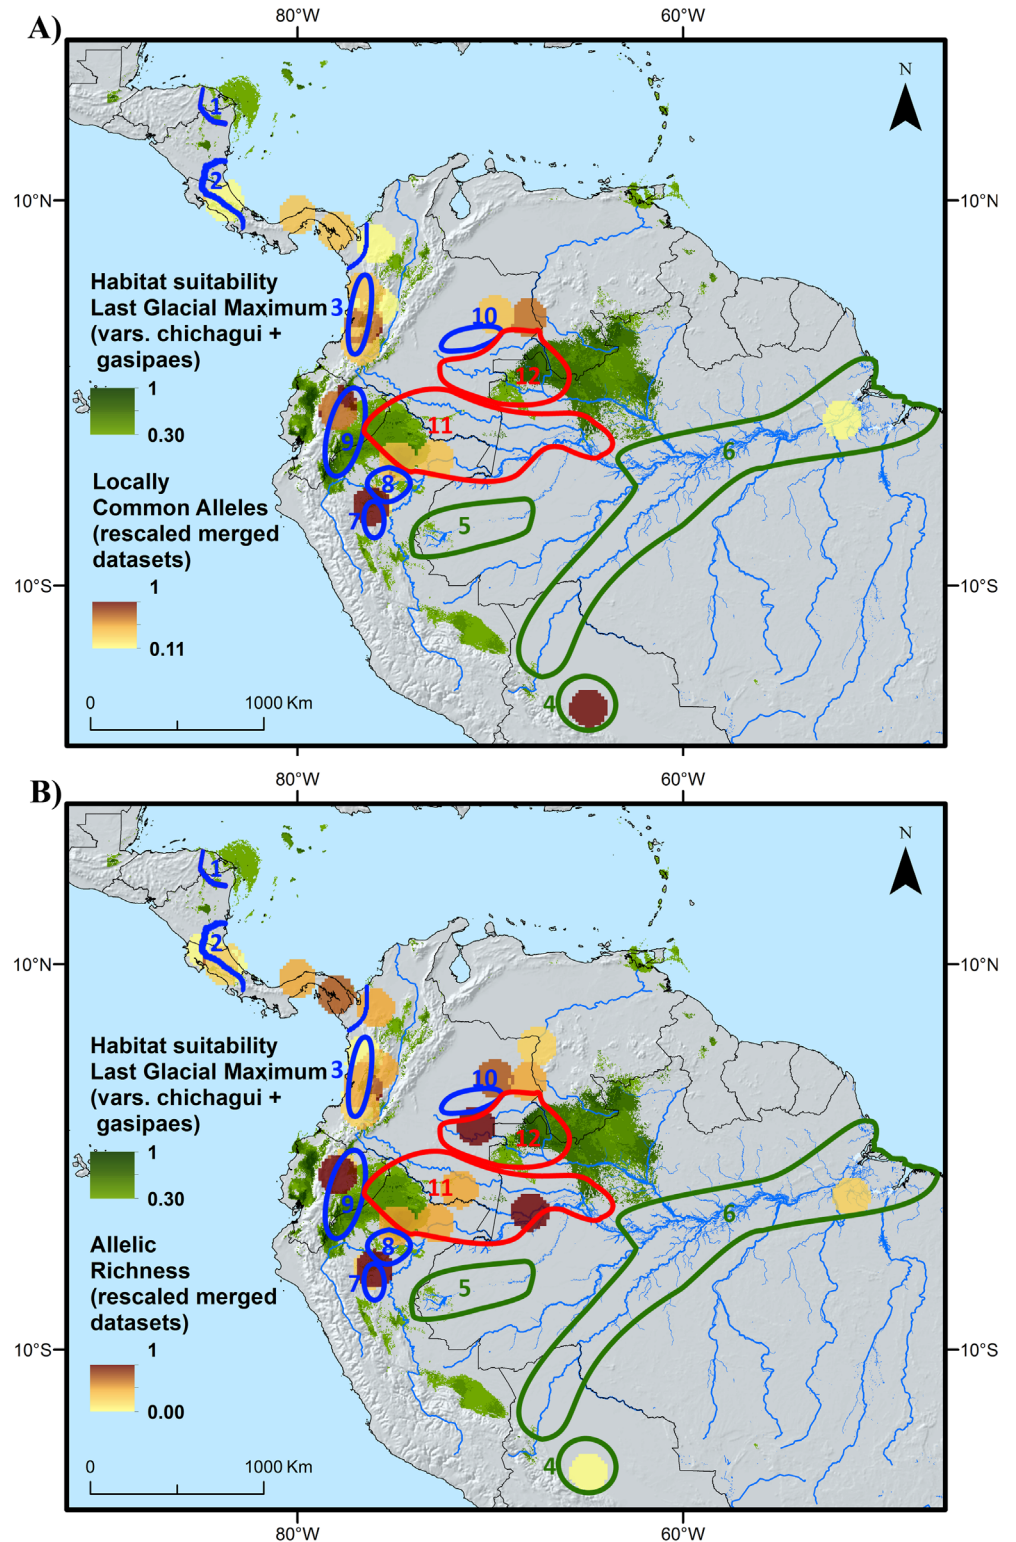 A)
80°W
60°W
N
1
2
10°N
10°N
Habitat suitability
Last Glacial Maximum
(vars. chichagui +
gasipaes)
1
0.30
3
10
12
11
9
6
8
7
5
Locally
Common Alleles
(rescaled merged
datasets)
1
0.11
10°S
10°S
0
1000 Km
4
80°W
60°W
B)
80°W
60°W
N
1
2
10°N
10°N
Habitat suitability
Last Glacial Maximum
(vars. chichagui +
gasipaes)
1
0.30
3
10
12
11
9
6
8
7
5
Allelic
Richness
(rescaled merged
datasets)
1
0.00
10°S
10°S
0
1000 Km
4
80°W
60°W